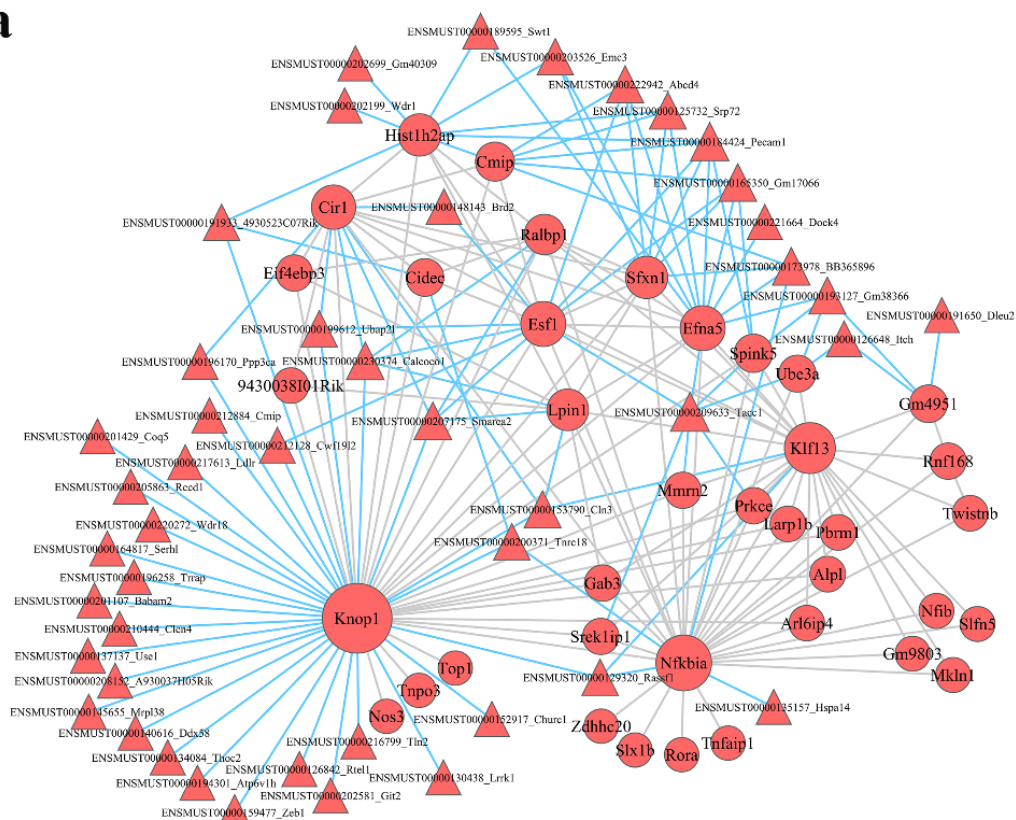 a
ENSMUST00000189595_Swt1
ENSMUST00000203526_Emc3
ENSMUST00000202699_Gm40309
ENSMUST00000222942_Abcd4
ENSMUST00000202199_Wdr1
ENSMUST00000125732_Srp72
Hist1h2ap
ENSMUST00000184424_Pecam1
Cmip
ENSMUST00000165350_Gm17066
Cir1
ENSMUST00000148143_Brd2
ENSMUST00000191933_4930523C07Rik
ENSMUST00000221664_Dock4
Ralbp1
Eif4ebp3
Cidec
Sfxn1
ENSMUST00000173978_BB365896
ENSMUST00000193127_Gm38366
ENSMUST00000191650_Dleu2
ENSMUST00000199612_Ubap2l
Esf1
Efna5
ENSMUST00000126648_Itch
Spink5
ENSMUST00000196170_Ppp3ca
ENSMUST00000230374_Calcoco1
Ube3a
9430038I01Rik
Gm4951
ENSMUST00000212884_Cmip
Lpin1
ENSMUST00000209633_Tacc1
ENSMUST00000207175_Smarca2
ENSMUST00000201429_Coq5
ENSMUST00000212128_Cwf19l2
Klf13
ENSMUST00000217613_Ldlr
Rnf168
ENSMUST00000205863_Rccd1
Mmrn2
Prkce
ENSMUST00000153790_Cln3
Twistnb
ENSMUST00000220272_Wdr18
Larp1b
Pbrm1
ENSMUST00000200371_Tnrc18
ENSMUST00000164817_Serhl
ENSMUST00000196258_Trrap
Alpl
Gab3
ENSMUST00000201107_Babam2
Nfib
Knop1
Arl6ip4
Slfn5
ENSMUST00000210444_Clcn4
Srek1ip1
Gm9803
ENSMUST00000137137_Use1
Nfkbia
Top1
Mkln1
ENSMUST00000208152_A930037H05Rik
ENSMUST00000129320_Rassf1
Tnpo3
ENSMUST00000135157_Hspa14
ENSMUST00000145655_Mrpl38
Nos3
ENSMUST00000152917_Churc1
Zdhhc20
ENSMUST00000140616_Ddx58
ENSMUST00000216799_Tln2
Slx1b
Rora
Tnfaip1
ENSMUST00000134084_Thoc2
ENSMUST00000126842_Rtel1
ENSMUST00000130438_Lrrk1
ENSMUST00000194301_Atp6v1h
ENSMUST00000202581_Git2
ENSMUST00000159477_Zeb1